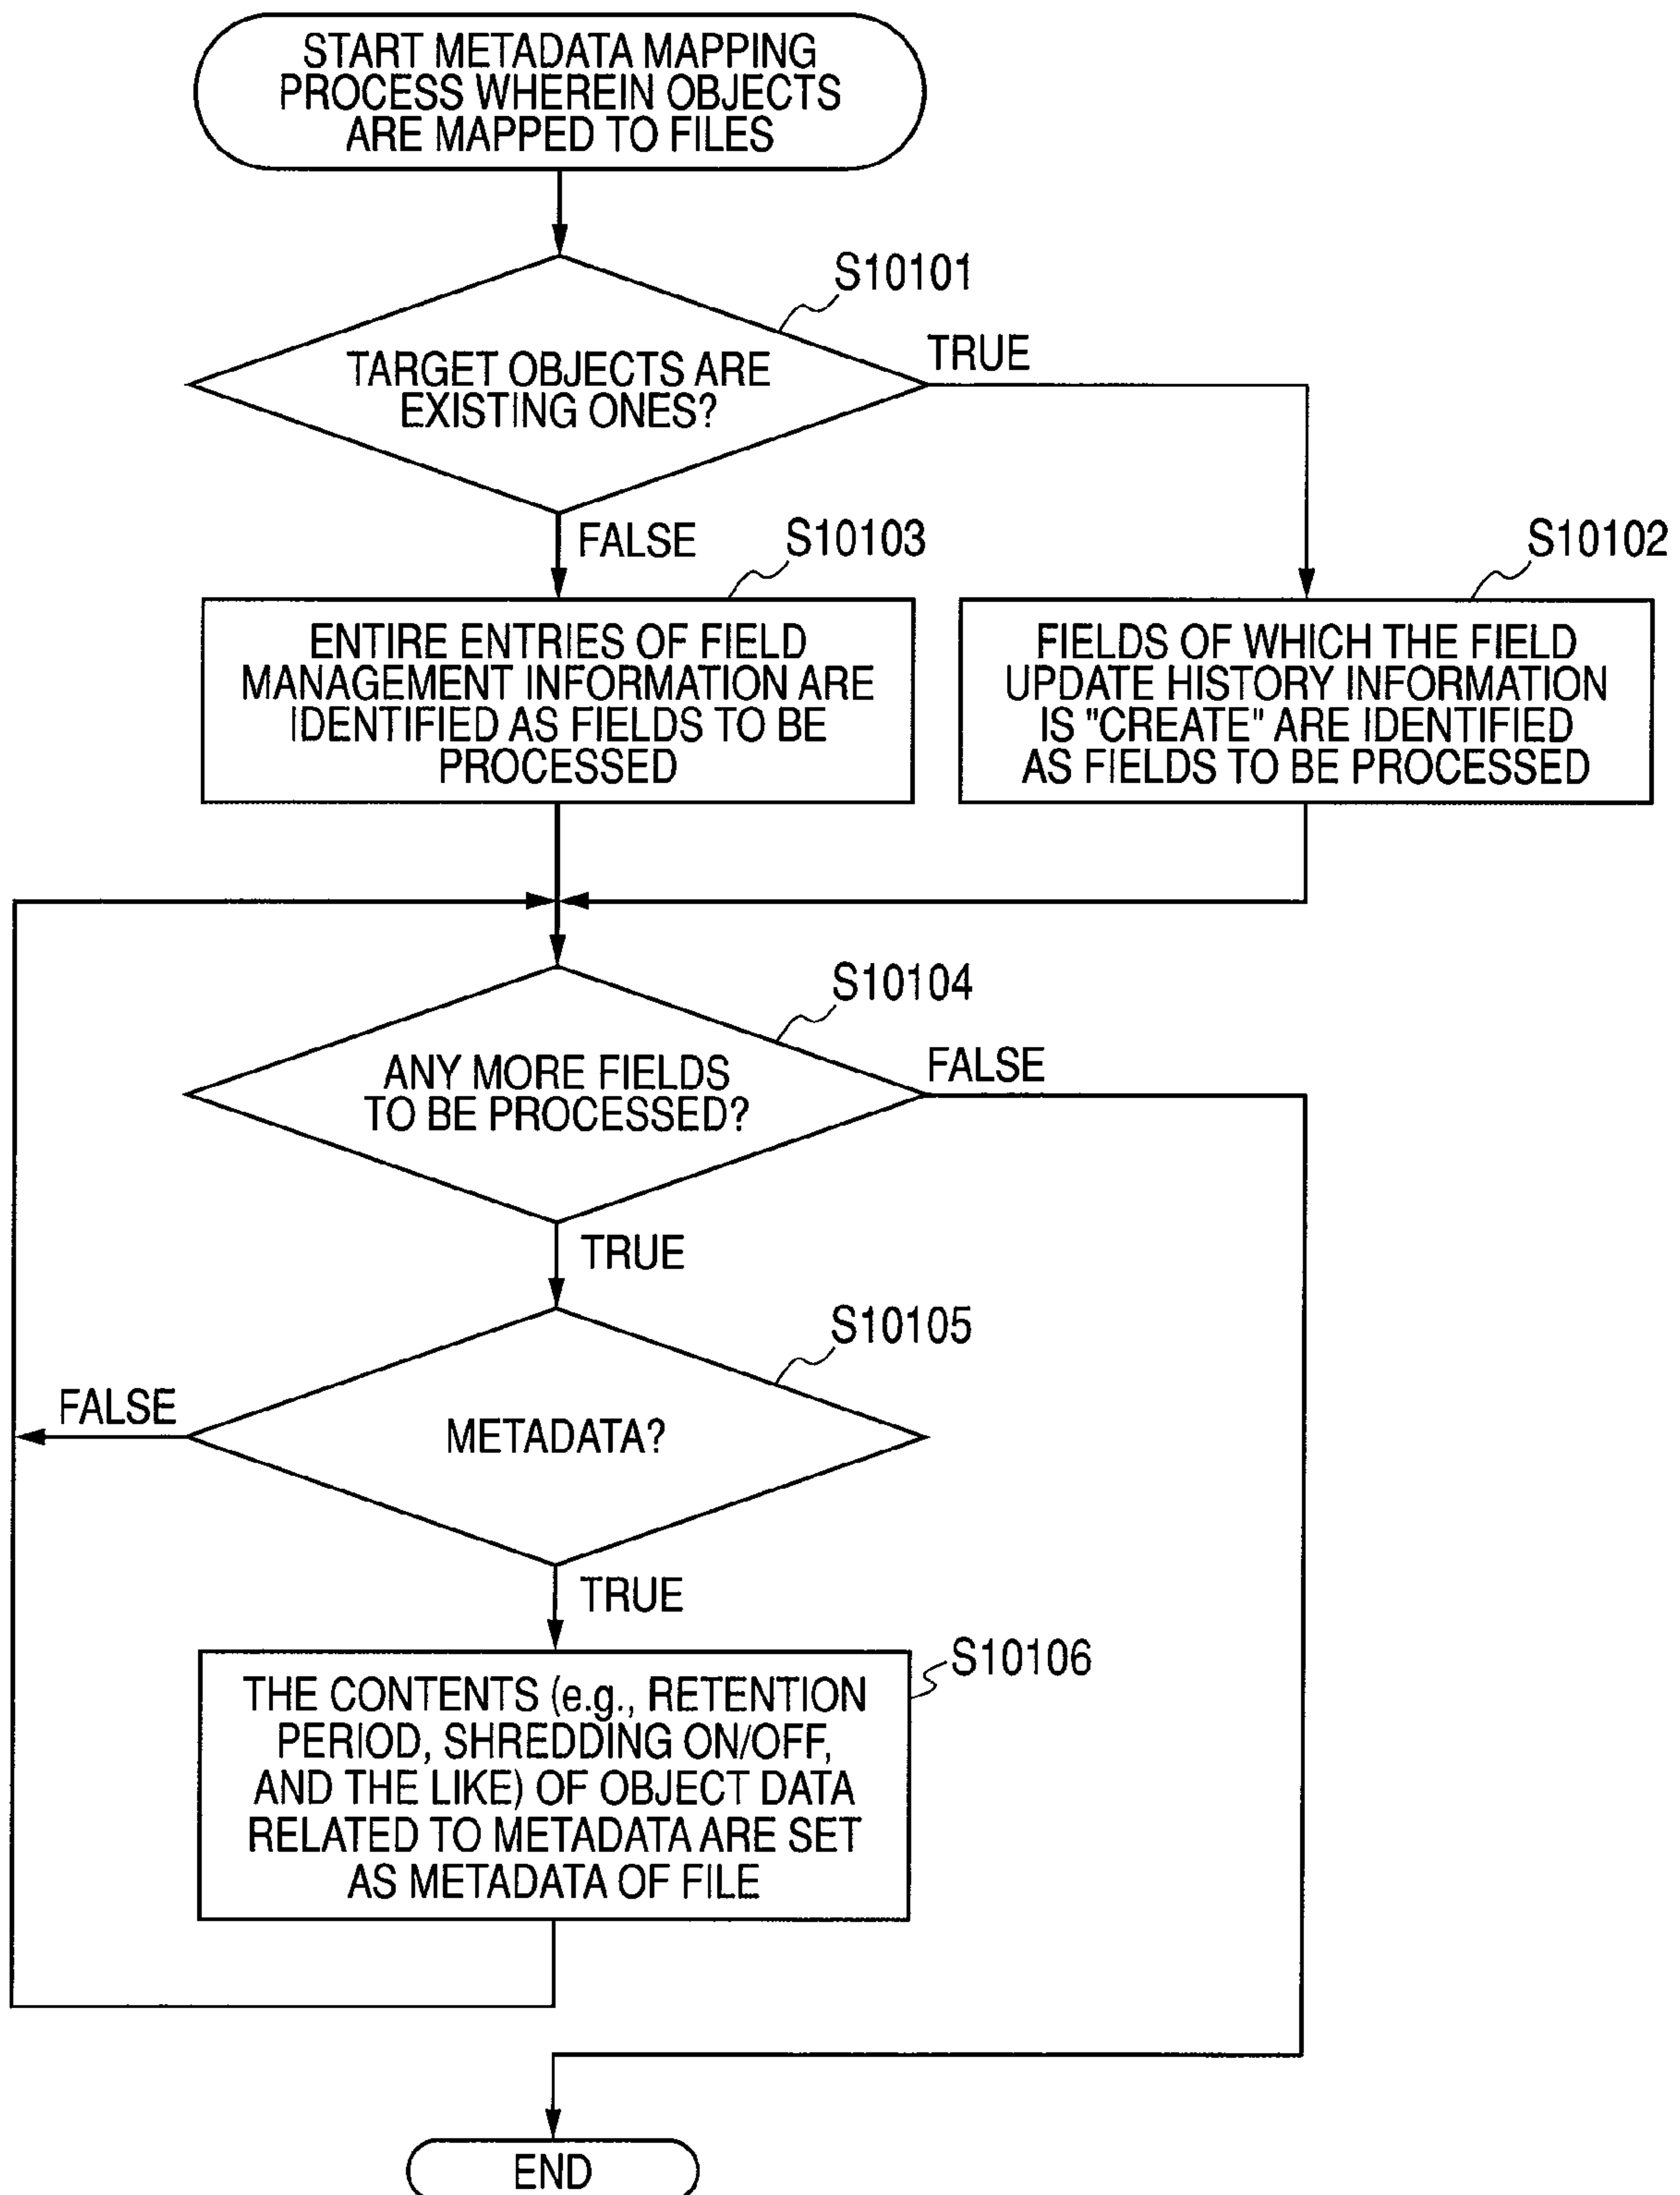 START METADATA MAPPING
PROCESS WHEREIN OBJECTS
ARE MAPPED TO FILES
S10101
TARGET OBJECTS ARE
EXISTING ONES?
TRUE
FALSE
S10103
S10102
ENTIRE ENTRIES OF FIELD
MANAGEMENT INFORMATION ARE
IDENTIFIED AS FIELDS TO BE
PROCESSED
FIELDS OF WHICH THE FIELD
UPDATE HISTORY INFORMATION
IS "CREATE" ARE IDENTIFIED
AS FIELDS TO BE PROCESSED
S10104
ANY MORE FIELDS
TO BE PROCESSED?
FALSE
TRUE
S10105
METADATA?
FALSE
TRUE
S10106
THE CONTENTS (e.g., RETENTION
PERIOD, SHREDDING ON/OFF,
AND THE LIKE) OF OBJECT DATA
RELATED TO METADATA ARE SET
AS METADATA OF FILE
END